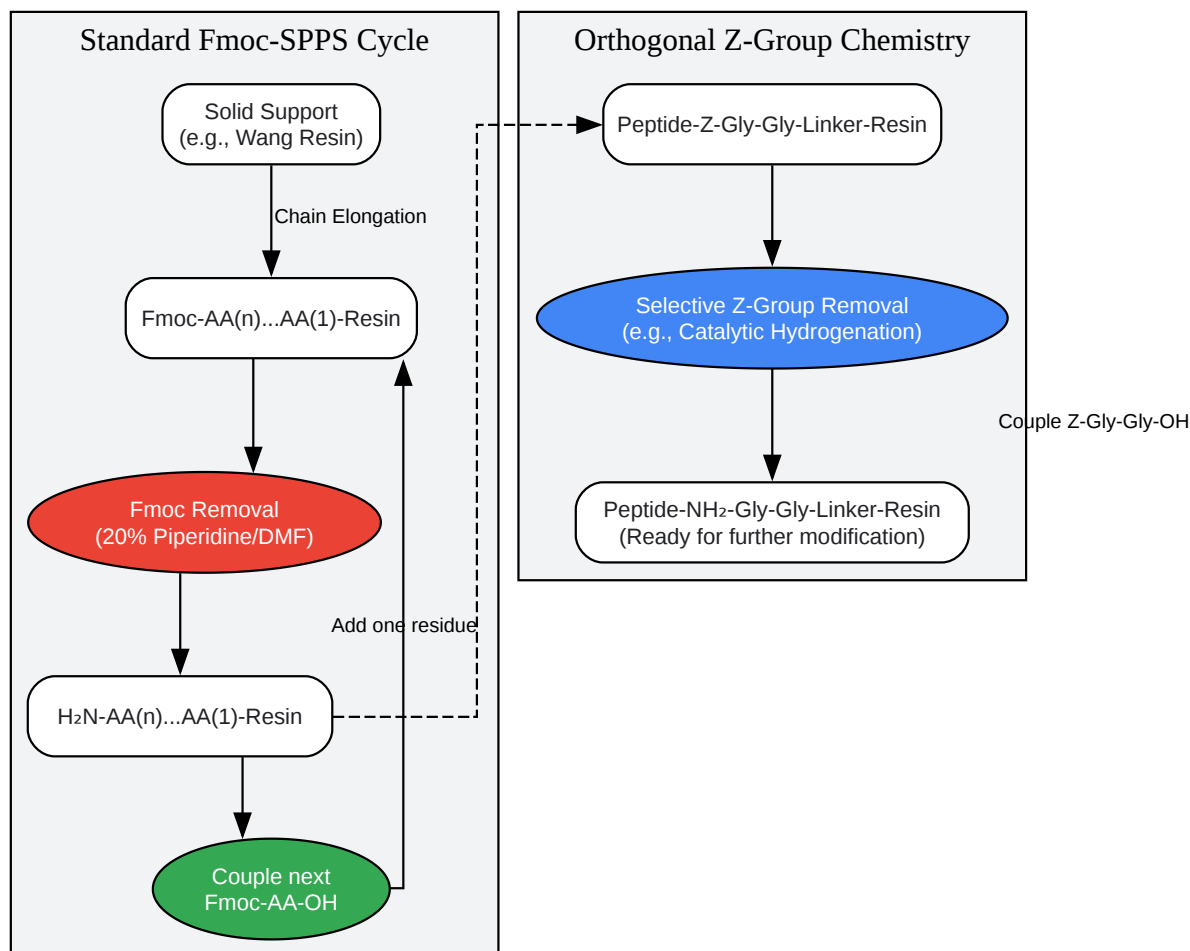 Standard Fmoc-SPPS Cycle
Solid Support
(e.g., Wang Resin)
Chain Elongation
Fmoc-AA(n)...AA(1)-Resin
Fmoc Removal
(20% Piperidine/DMF)
Add one residue
H₂N-AA(n)...AA(1)-Resin
Couple next
Fmoc-AA-OH
Orthogonal Z-Group Chemistry
Peptide-Z-Gly-Gly-Linker-Resin
Selective Z-Group Removal
(e.g., Catalytic Hydrogenation)
Couple Z-Gly-Gly-OH
Peptide-NH₂-Gly-Gly-Linker-Resin
(Ready for further modification)